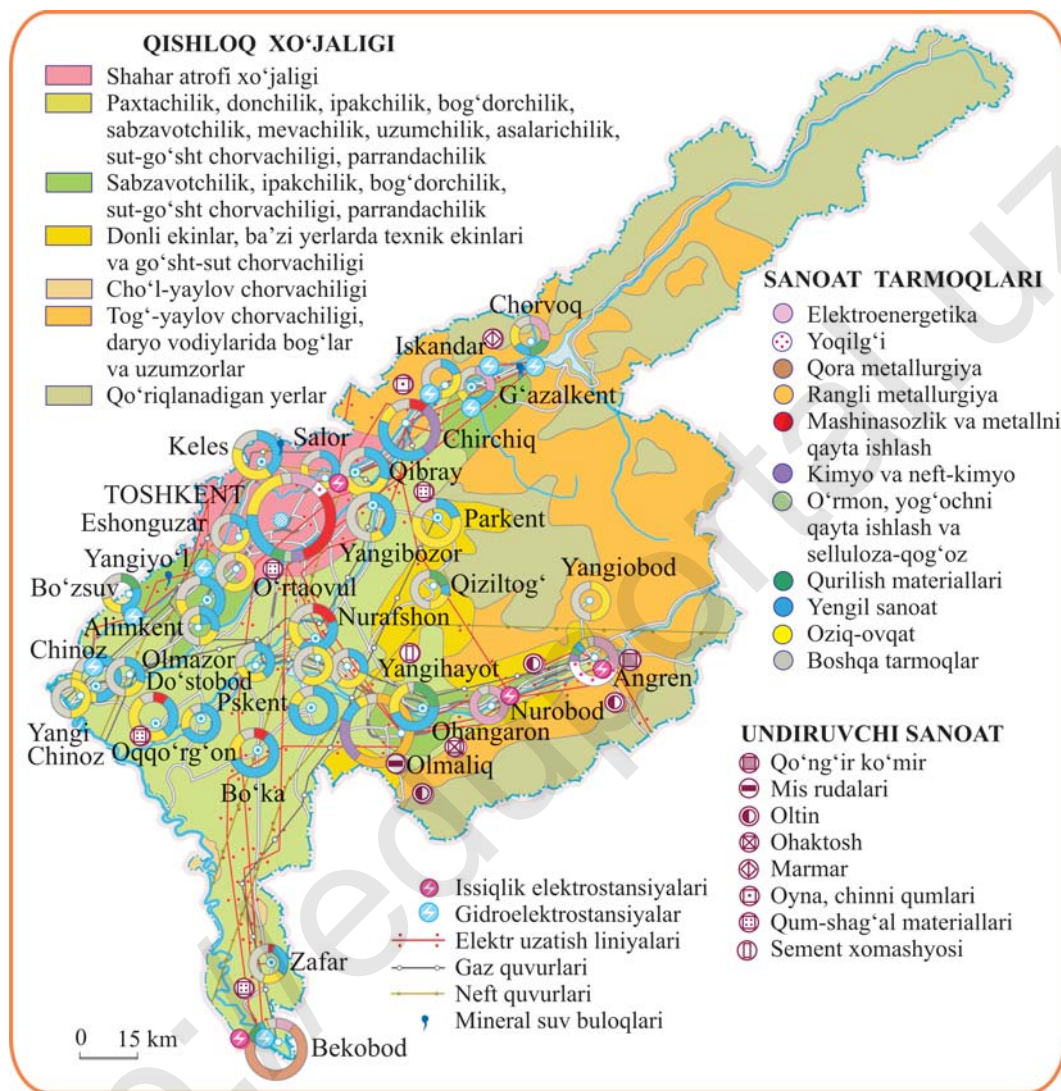 QISHLOQ XO‘JALIGI
Shahar atrofi xo‘jaligi
Paxtachilik, donchilik, ipakchilik, bog‘dorchilik,
sabzavotchilik, mevachilik, uzumchilik, asalarichilik,
sut-go‘sht chorvachiligi, parrandachilik
Sabzavotchilik, ipakchilik, bog‘dorchilik,
sut-go‘sht chorvachiligi, parrandachilik
Donli ekinlar, ba’zi yerlarda texnik ekinlari
va go‘sht-sut chorvachiligi
Cho‘l-yaylov chorvachiligi
Tog‘-yaylov chorvachiligi,
daryo vodiylarida bog‘lar
va uzumzorlar
Qo‘riqlanadigan yerlar
SANOAT TARMOQLARI
Elektroenergetika
Yoqilg‘i
Qora metallurgiya
Rangli metallurgiya
Mashinasozlik va metallni
qayta ishlash
Kimyo va neft-kimyo
O‘rmon, yog‘ochni
qayta ishlash va
selluloza-qog‘oz
Qurilish materiallari
Yengil sanoat
Oziq-ovqat
Boshqa tarmoqlar
UNDIRUVCHI SANOAT
Qo‘ng‘ir ko‘mir
Mis rudalari
Oltin
Ohaktosh
Marmar
Oyna, chinni qumlari
Qum-shag‘al materiallari
Sement xomashyosi
Chorvoq
Iskandar
G‘azalkent
Chirchiq
Keles
Salor
Qibray
TOSHKENT
Eshonguzar
Parkent
Yangibozor
Yangiyo‘l
Bo‘zsuv
O‘rtaovul
Qiziltog‘
Yangiobod
Nurafshon
Alimkent
Chinoz
Olmazor
Do‘stobod
Yangihayot
Angren
Pskent
Nurobod
Yangi
Chinoz
Oqqo‘rg‘on
Ohangaron
Olmaliq
Bo‘ka
Zafar
Bekobod
Issiqlik elektrostansiyalari
Gidroelektrostansiyalar
Elektr uzatish liniyalari
Gaz quvurlari
Neft quvurlari
Mineral suv buloqlari
0 15 km